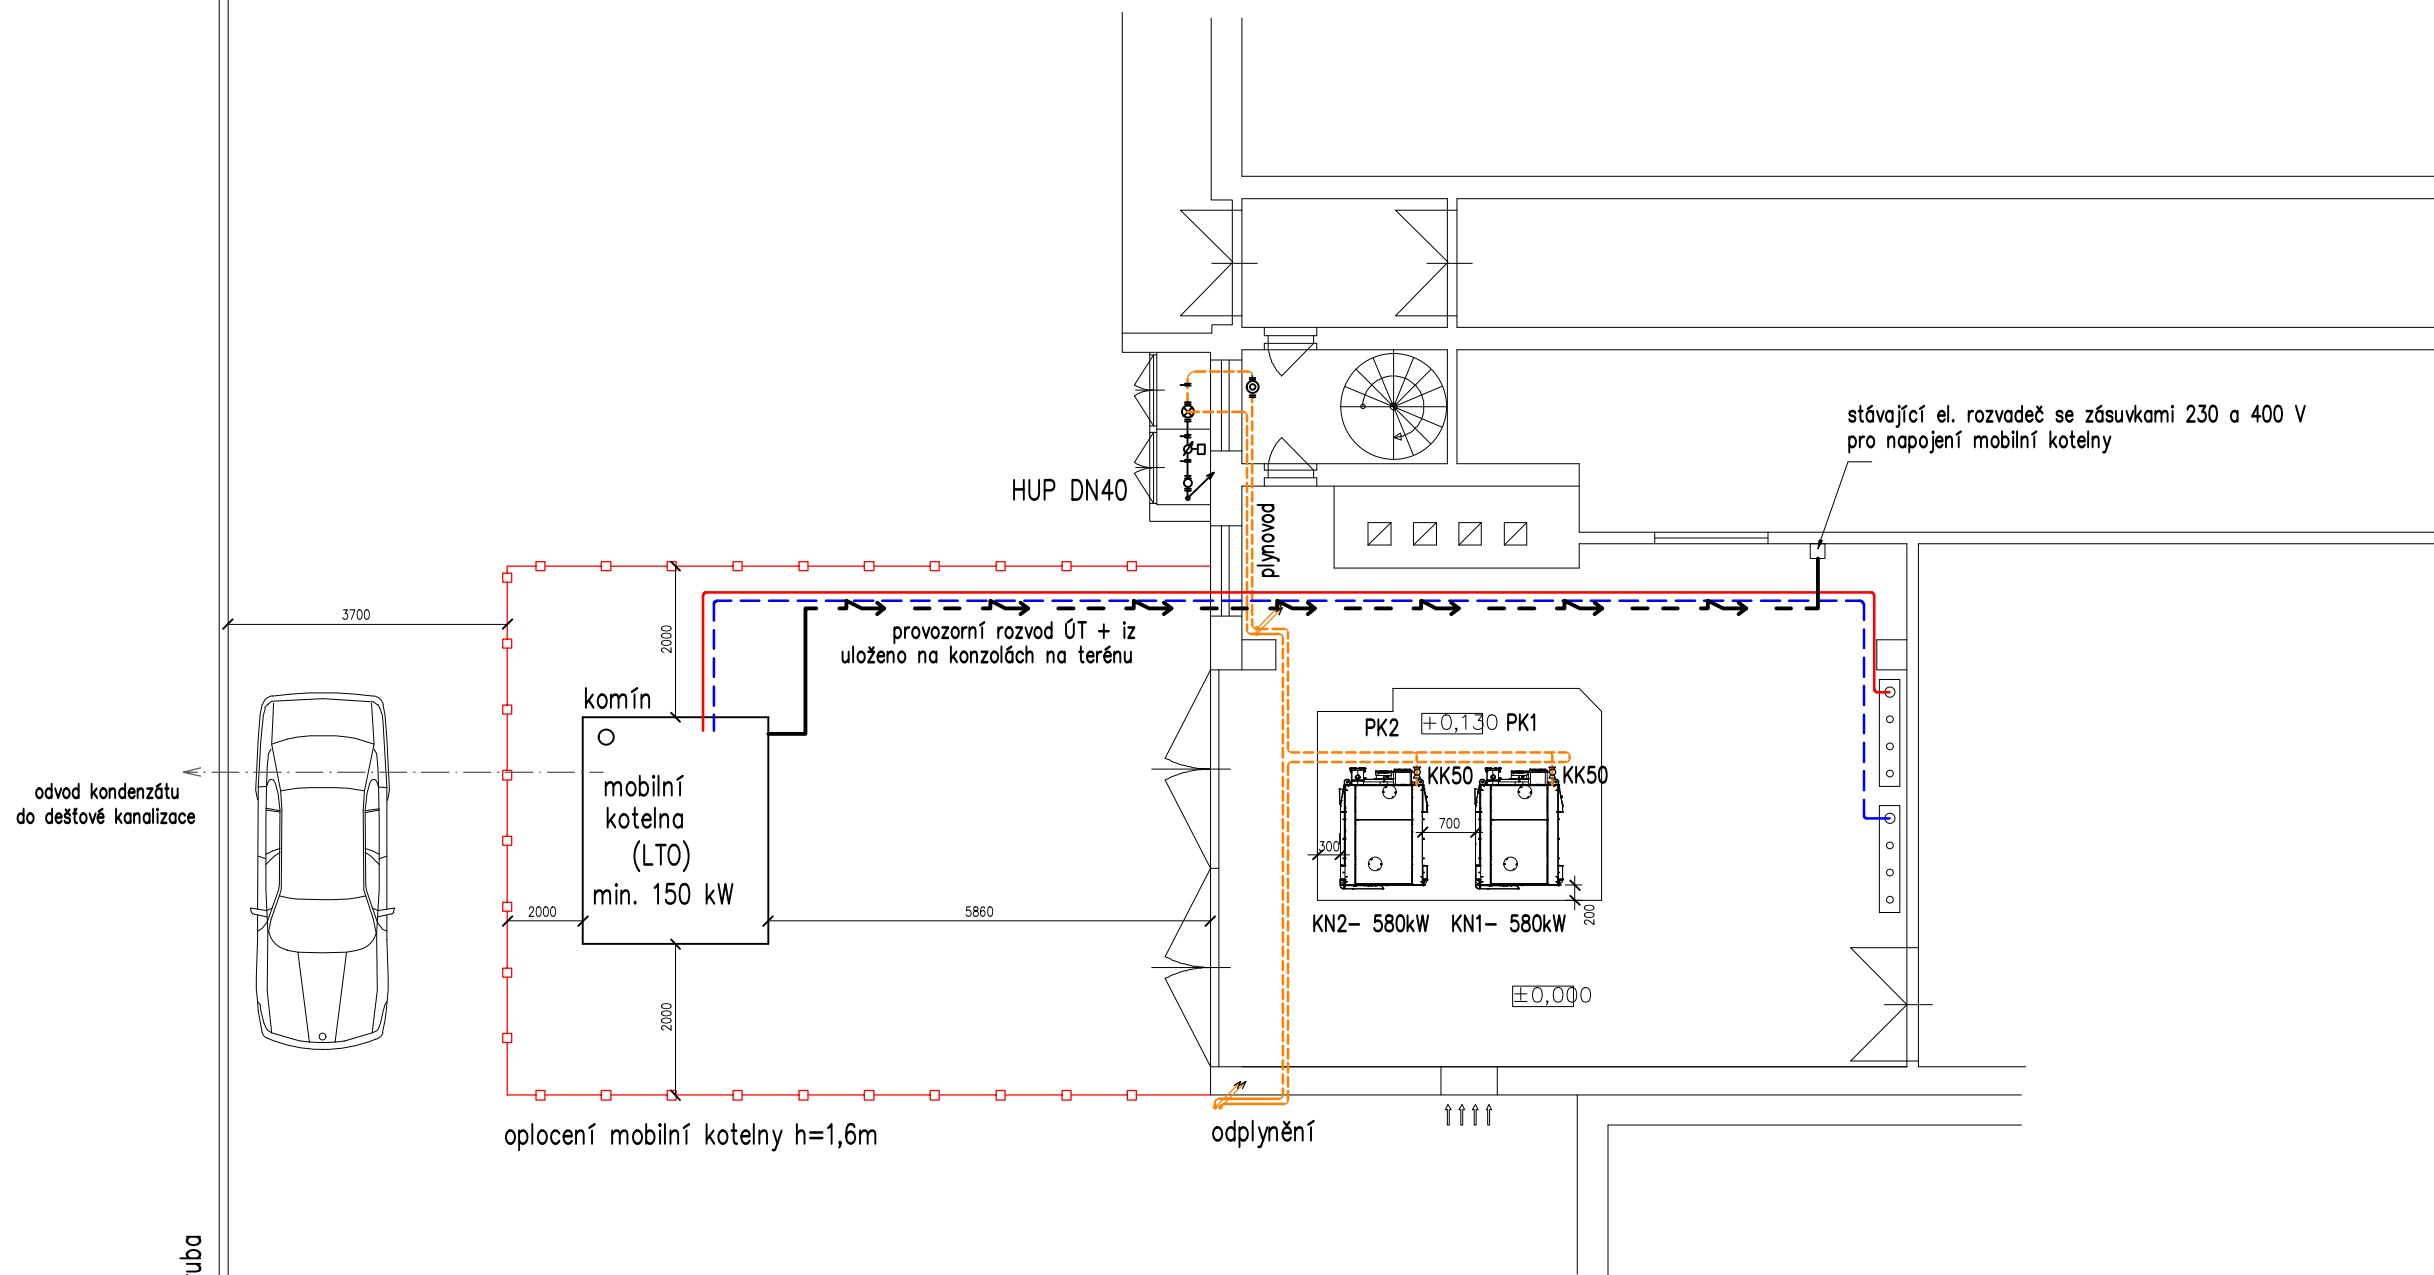 stávající el. rozvadeč se zásuvkami 230 a 400 V
pro napojení mobilní kotelny
HUP DN40
plynovod
3700
2000
provozorní rozvod ÚT + iz
uloženo na konzolách na terénu
komín
PK2
+0,130
PK1
KK50
KK50
odvod kondenzátu
do dešťové kanalizace
mobilní
kotelna
(LTO)
min. 150 kW
700
300
2000
5860
200
KN2- 580kW
KN1- 580kW
±0,000
2000
oplocení mobilní kotelny h=1,6m
odplynění